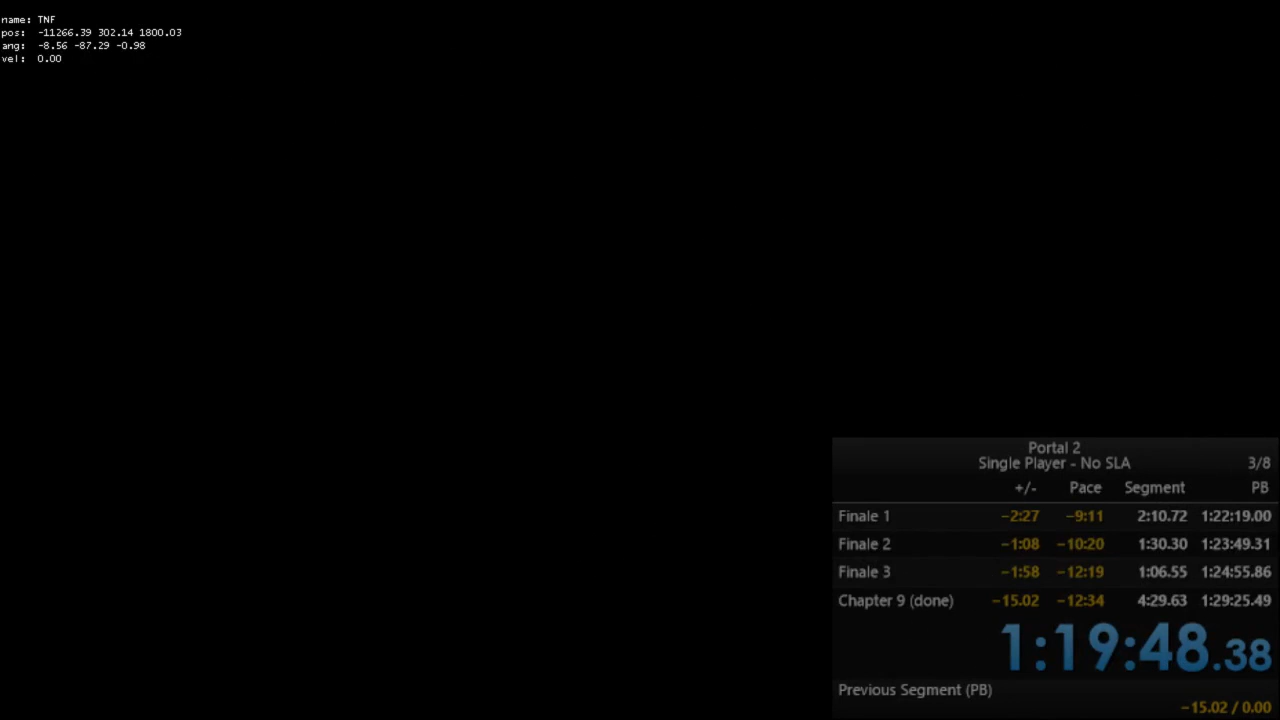 name: TNF
pos: -11266.39 302.14 1800.03
ang: -8.56 -87.29 -0.98
vel: 0.00
Portal 2
Single Player - No SLA 3/8
+/- Pace Segment PB
Finale 1 -2:27 -9:11 2:10.72 1:22:19.00
Finale 2 -1:08 -10:20 1:30.30 1:23:49.31
Finale 3 -1:58 -12:19 1:06.55 1:24:55.86
Chapter 9 (done) -15.02 -12:34 4:29.63 1:29:25.49
1:19:48.38
Previous Segment (PB)
-15.02 / 0.00